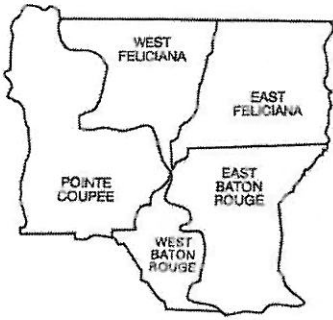 WEST
FELICIANA
EAST
FELICIANA
POINTE
COUPEE
EAST
BATON
ROUGE
WEST
BATON
ROUGE